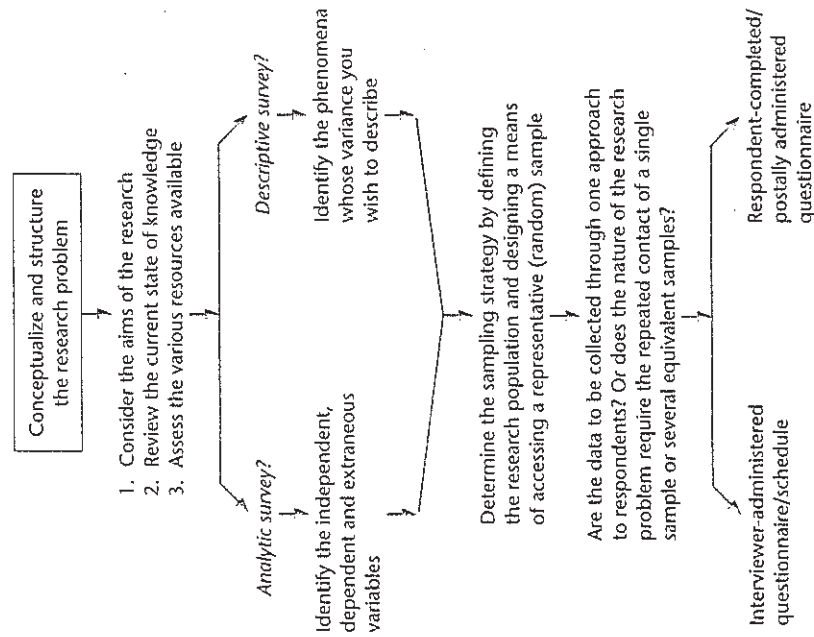 Conceptualize and structure
the research problem
1. Consider the aims of the research
2. Review the current state of knowledge
3. Assess the various resources available
Analytic survey?
Identify the independent,
dependent and extraneous
variables
Descriptive survey?
Identify the phenomena
whose variance you
wish to describe
Determine the sampling strategy by defining
the research population and designing a means
of accessing a representative (random) sample
Are the data to be collected through one approach
to respondents? Or does the nature of the research
problem require the repeated contact of a single
sample or several equivalent samples?
Interviewer-administered
questionnaire/schedule
Respondent-completed/
postally administered
questionnaire